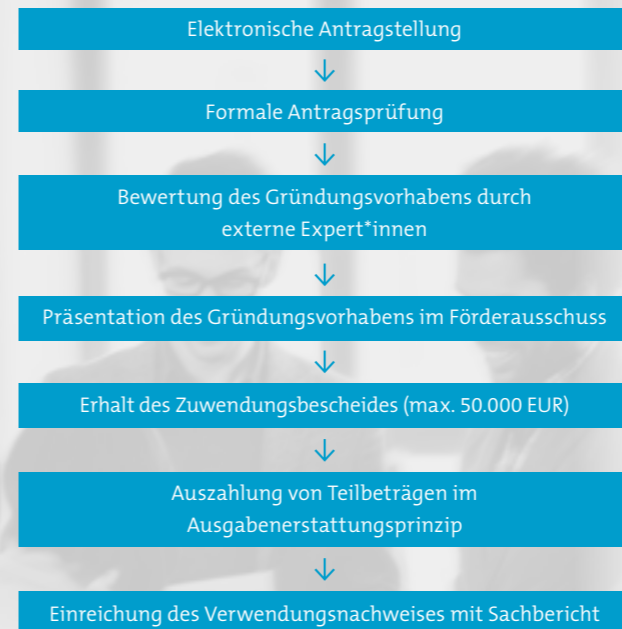 Elektronische Antragstellung
↓
Formale Antragsprüfung
↓
Bewertung des Gründungsvorhabens durch
externe Expert*innen
↓
Präsentation des Gründungsvorhabens im Förderausschuss
↓
Erhalt des Zuwendungsbescheides (max. 50.000 EUR)
↓
Auszahlung von Teilbeträgen im
Ausgabenerstattungsprinzip
↓
Einreichung des Verwendungsnachweises mit Sachbericht